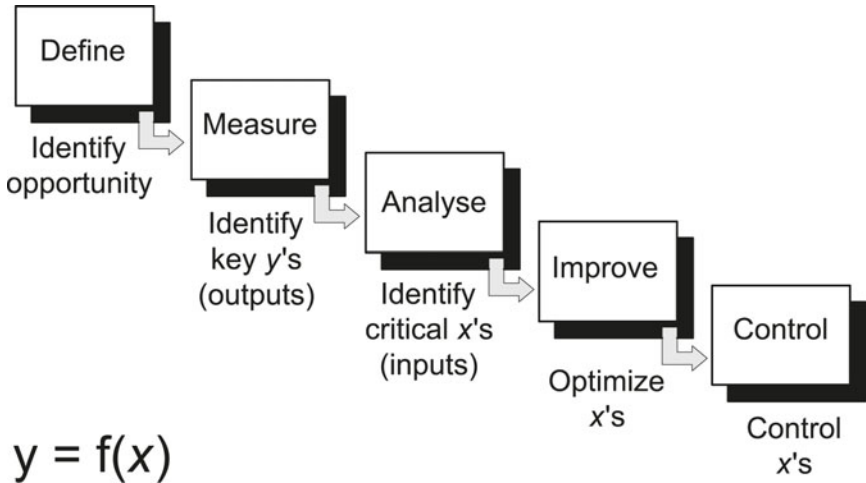 Define
Identify
opportunity
Measure
Identify
key y's
(outputs)
Analyse
Identify
critical x's
(inputs)
Improve
Optimize
x's
Control
Control
x's
y = f(x)